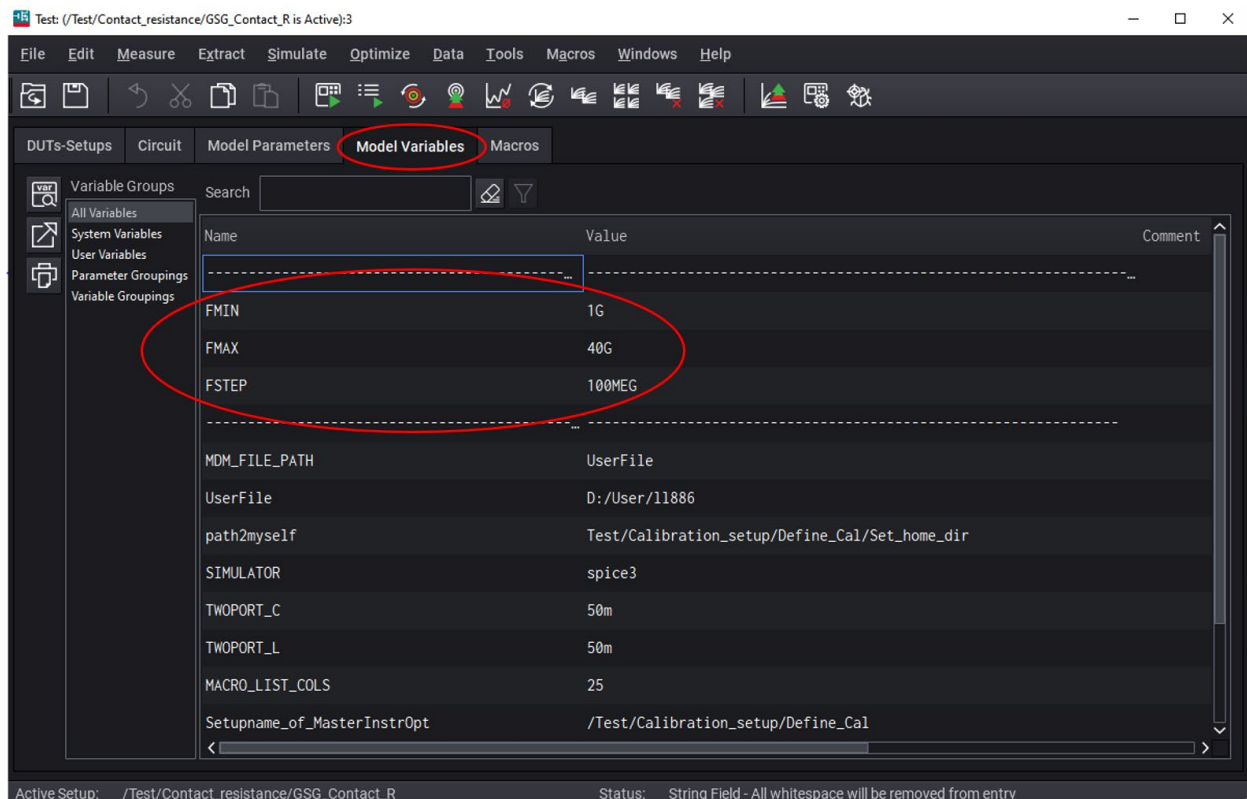 Test: (/Test/Contact_resistance/GSG_Contact_R is Active):3
File Edit Measure Extract Simulate Optimize Data Tools Macros Windows Help
DUTs-Setups Circuit Model Parameters Model Variables Macros
var Variable Groups Search
All Variables
System Variables
User Variables
Parameter Groupings
Variable Groupings
Name Value Comment
FMIN 1G
FMAX 40G
FSTEP 100MEG
MDM_FILE_PATH UserFile
UserFile D:/User/11886
path2myself Test/Calibration_setup/Define_Cal/Set_home_dir
SIMULATOR spice3
TWOPORT_C 50m
TWOPORT_L 50m
MACRO_LIST_COLS 25
Setupname_of_MasterInstrOpt /Test/Calibration_setup/Define_Cal
Active Setup: /Test/Contact_resistance/GSG_Contact_R Status: String Field - All whitespace will be removed from entry